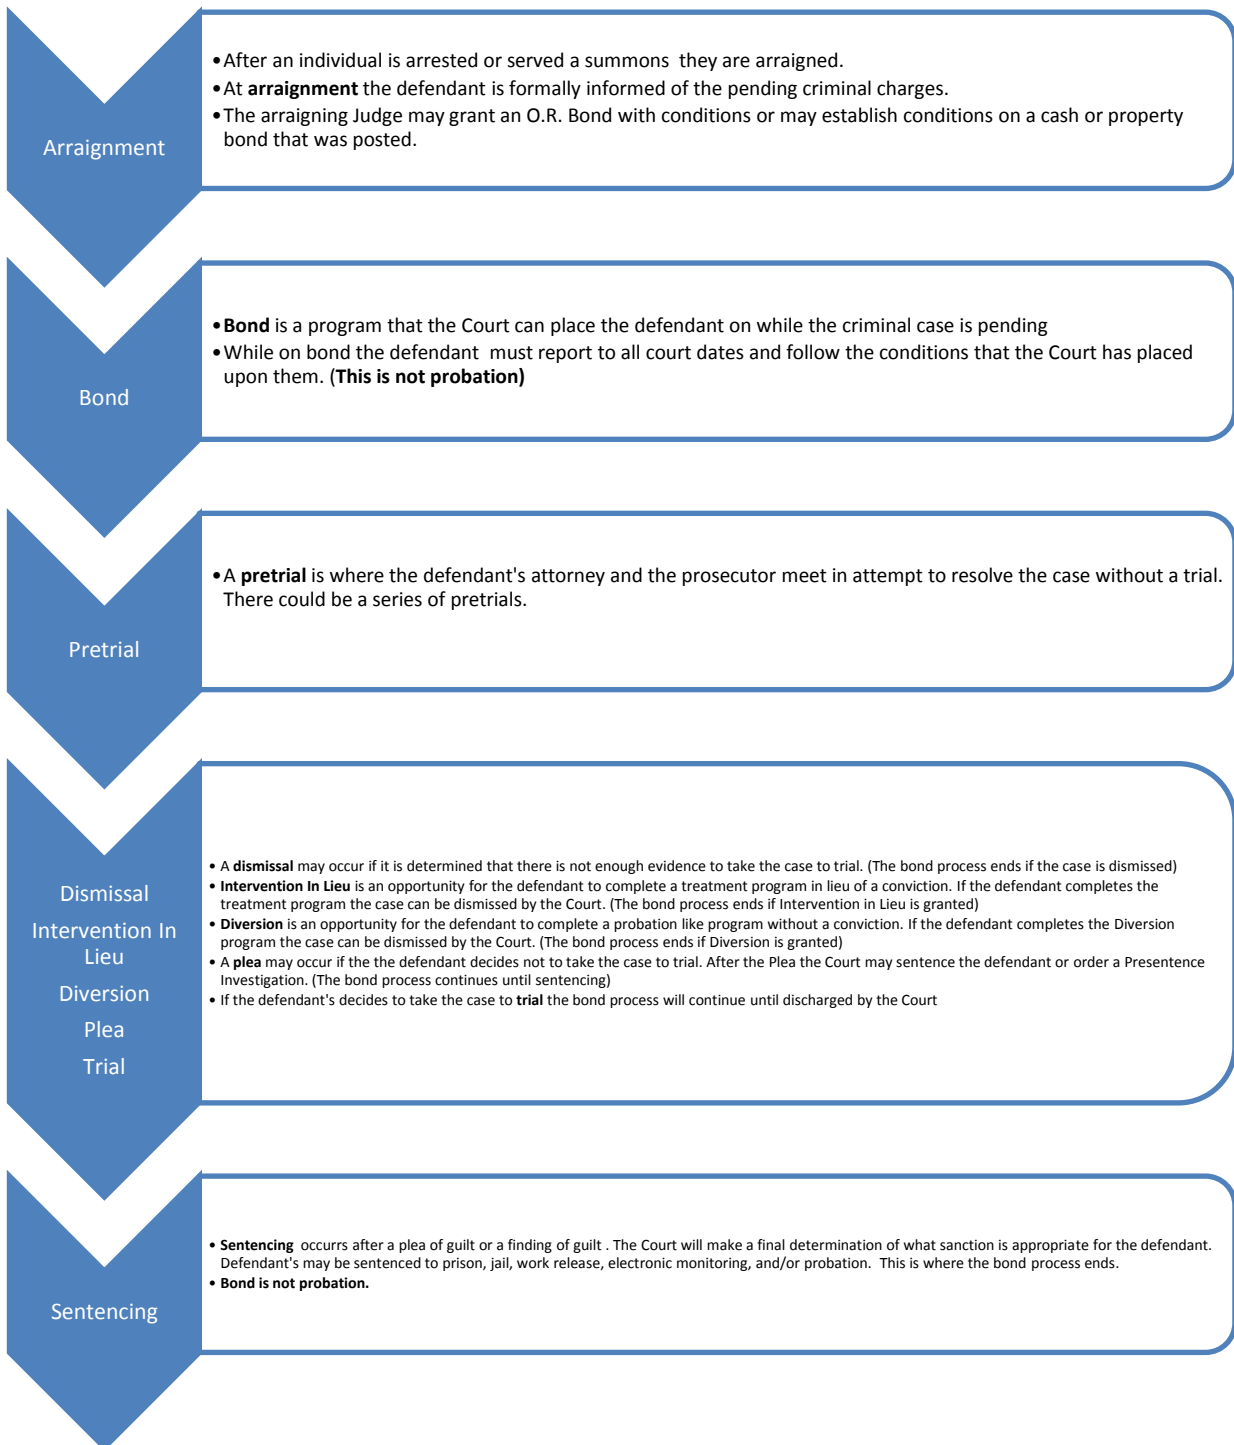 Arraignment
•After an individual is arrested or served a summons  they are arraigned.
•At arraignment the defendant is formally informed of the pending criminal charges.
•The arraigning Judge may grant an O.R. Bond with conditions or may establish conditions on a cash or property
bond that was posted.
Bond
•Bond is a program that the Court can place the defendant on while the criminal case is pending
•While on bond the defendant  must report to all court dates and follow the conditions that the Court has placed
upon them. (This is not probation)
Pretrial
•A pretrial is where the defendant's attorney and the prosecutor meet in attempt to resolve the case without a trial.
There could be a series of pretrials.
Dismissal
Intervention In
Lieu
Diversion
Plea
Trial
• A dismissal may occur if it is determined that there is not enough evidence to take the case to trial. (The bond process ends if the case is dismissed)
• Intervention In Lieu is an opportunity for the defendant to complete a treatment program in lieu of a conviction. If the defendant completes the
treatment program the case can be dismissed by the Court. (The bond process ends if Intervention in Lieu is granted)
• Diversion is an opportunity for the defendant to complete a probation like program without a conviction. If the defendant completes the Diversion
program the case can be dismissed by the Court. (The bond process ends if Diversion is granted)
• A plea may occur if the the defendant decides not to take the case to trial. After the Plea the Court may sentence the defendant or order a Presentence
Investigation. (The bond process continues until sentencing)
• If the defendant's decides to take the case to trial the bond process will continue until discharged by the Court
Sentencing
• Sentencing  occurrs after a plea of guilt or a finding of guilt . The Court will make a final determination of what sanction is appropriate for the defendant.
Defendant's may be sentenced to prison, jail, work release, electronic monitoring, and/or probation.  This is where the bond process ends.
• Bond is not probation.